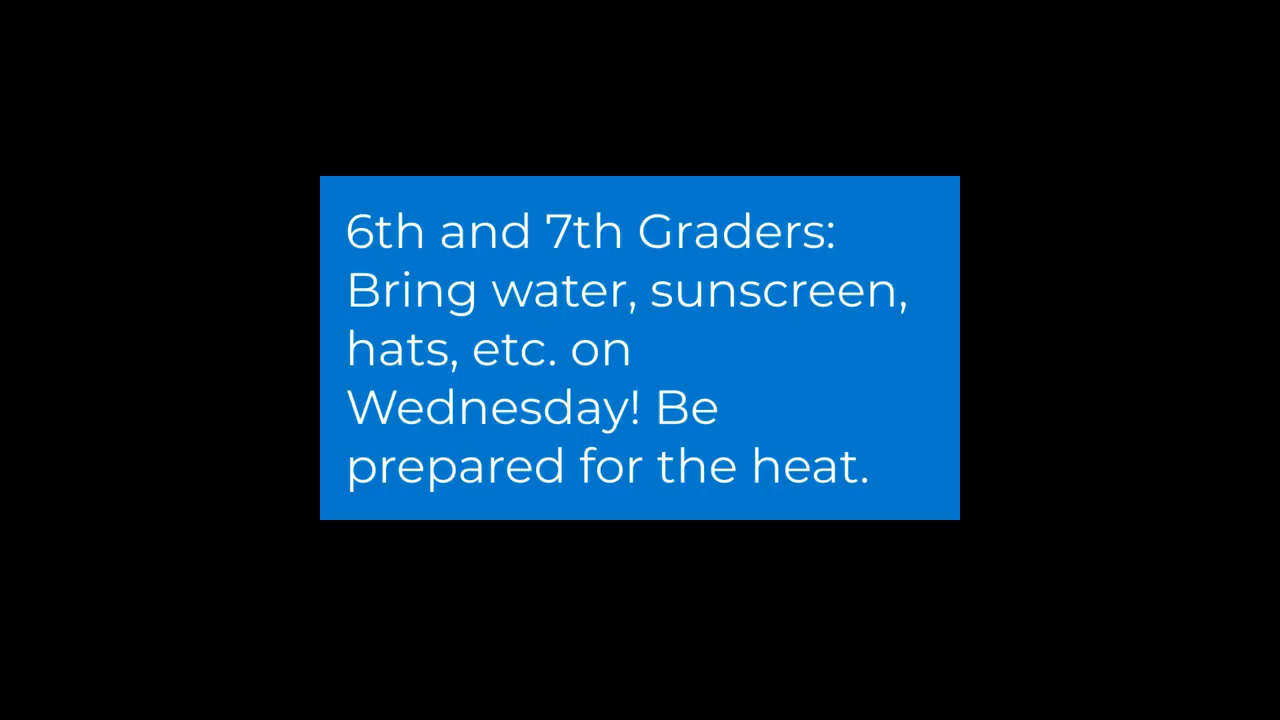 6th and 7th Graders:
Bring water, sunscreen,
hats, etc. on
Wednesday! Be
prepared for the heat.